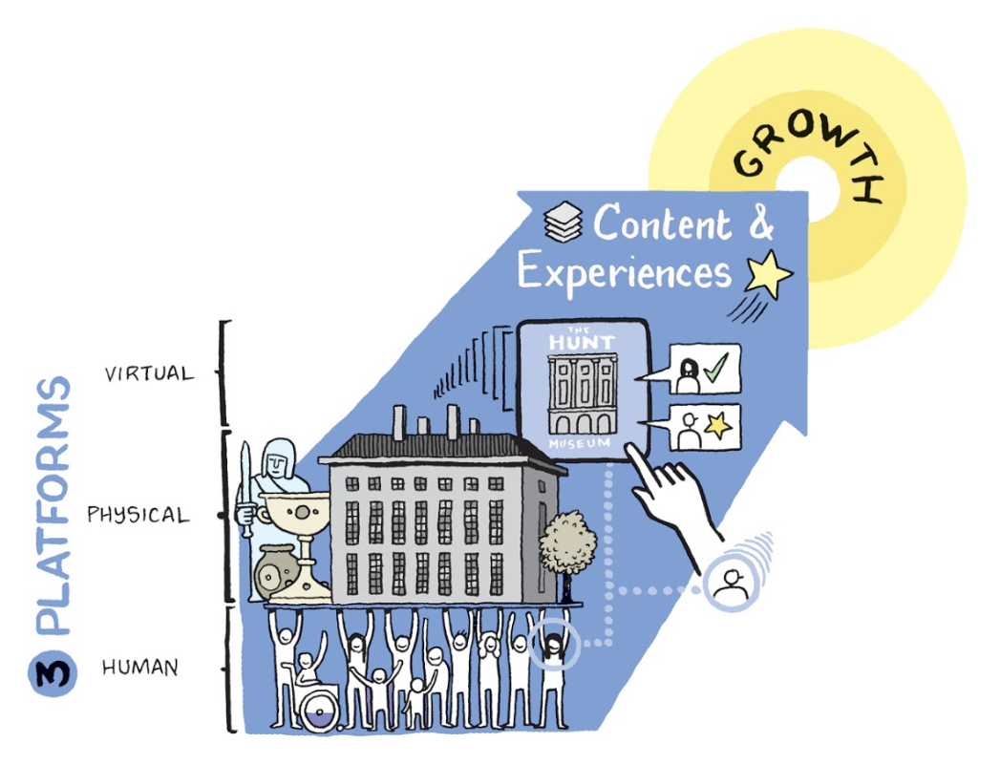 GROWTH
Content &
Experiences
THE
HUNT
MUSEUM
3 PLATFORMS
VIRTUAL
PHYSICAL
HUMAN